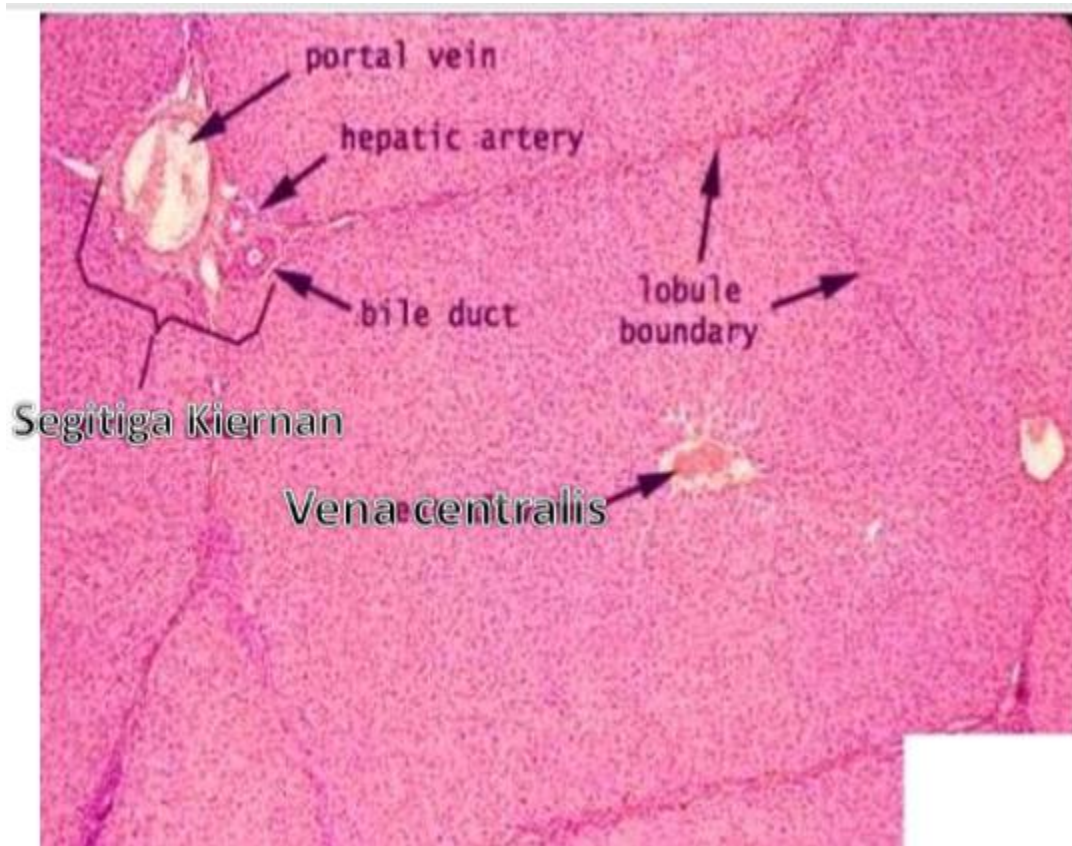 portal vein
hepatic artery
bile duct
lobule
boundary
Segitiga Kiernan
Vena centralis